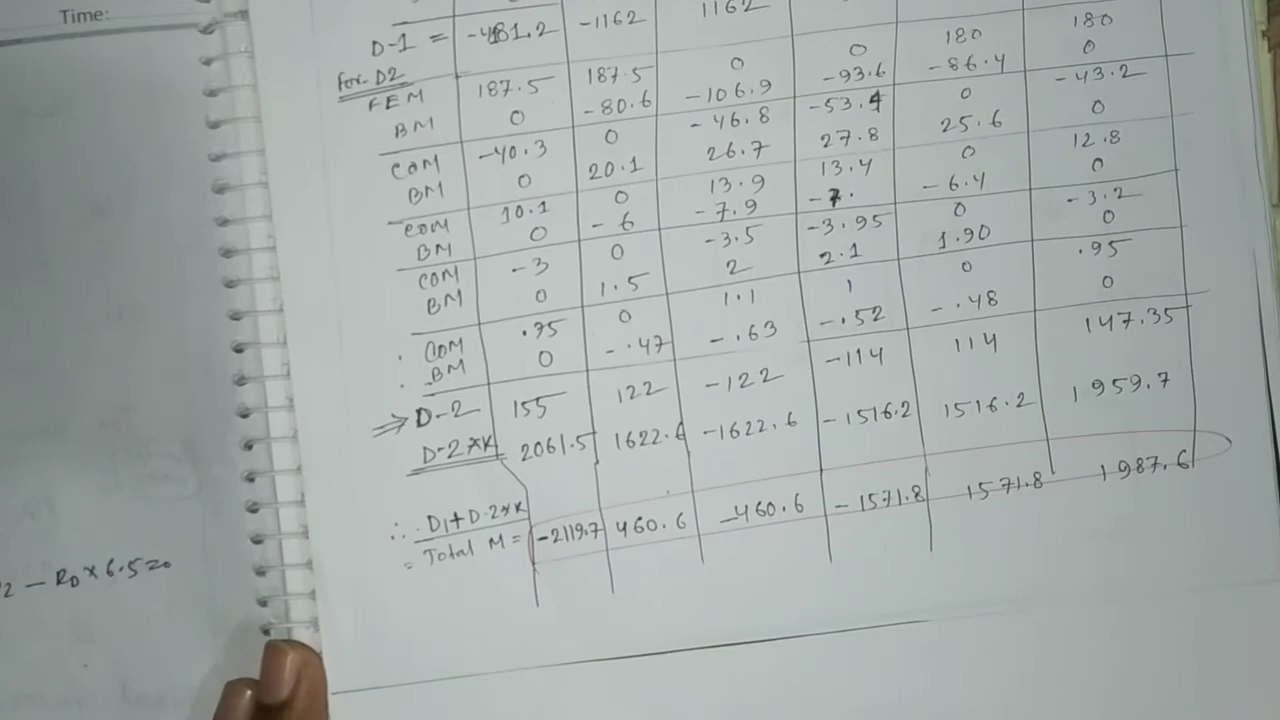 Time:
D-1 = -481.2 -1162 1162
For D2
FEM 187.5 187.5 0 0 180 180
BM 0 -80.6 -106.9 -93.6 -86.4 0
COM -40.3 0 -46.8 -53.4 0 -43.2
BM 0 20.1 26.7 27.8 25.6 0
COM 10.1 0 13.9 13.4 0 12.8
BM 0 -6 -7.9 -7. -6.4 0
COM -3 0 -3.5 -3.95 0 -3.2
BM 0 1.5 2 2.1 1.90 0
COM .75 0 1.1 1 0 .95
BM 0 -.47 -.63 -.52 -.48 0
⇒ D-2 155 122 -122 -114 114 147.35
D-2*K 2061.5 1622.6 -1622.6 -1516.2 1516.2 1959.7
∴ D1+D-2*K
= Total M = -2119.7 460.6 -460.6 -1571.8 1571.8 1987.6
2 - RD × 6.5=0